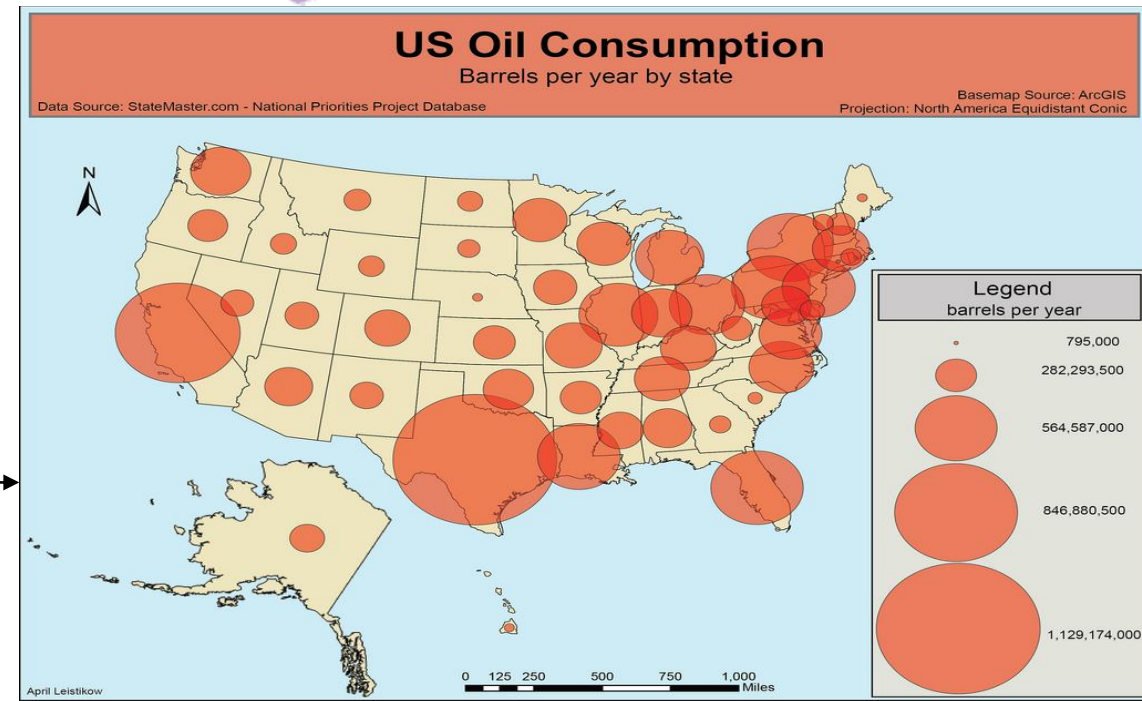 US Oil Consumption
Barrels per year by state
Data Source: StateMaster.com - National Priorities Project Database
Basemap Source: ArcGIS
Projection: North America Equidistant Conic
N
Legend
barrels per year
795,000
282,293,500
564,587,000
846,880,500
1,129,174,000
0 125 250 500 750 1,000
Miles
April Leistikow